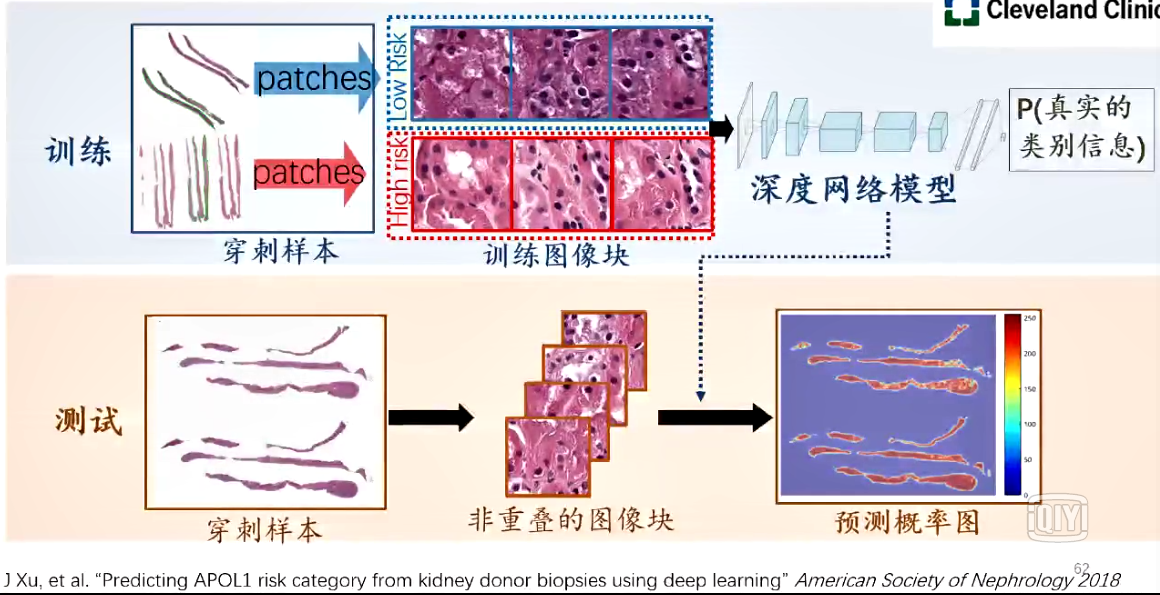 Cleveland Clinic
patches
Low Risk
训练
patches
High risk
P(真实的
类别信息)
深度网络模型
穿刺样本
训练图像块
250
200
150
100
50
0
测试
穿刺样本
非重叠的图像块
预测概率图
QIYI
62
J Xu, et al. “Predicting APOL1 risk category from kidney donor biopsies using deep learning” American Society of Nephrology 2018